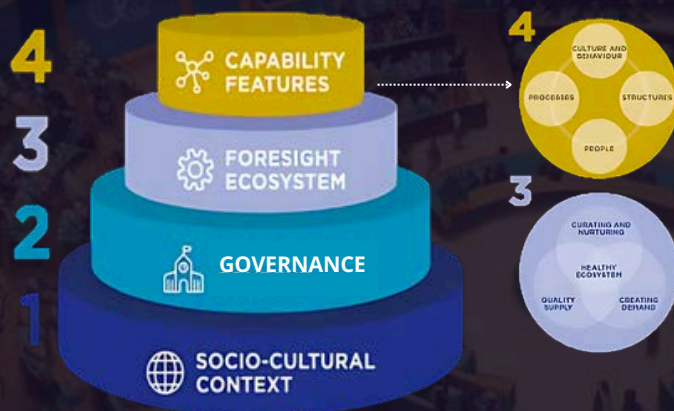 4
CAPABILITY
FEATURES
3
FORESIGHT
ECOSYSTEM
2
GOVERNANCE
1
SOCIO-CULTURAL
CONTEXT
4
CULTURE AND
BEHAVIOUR
PROCESSES
STRUCTURES
PEOPLE
3
CURATING AND
NURTURING
HEALTHY
ECOSYSTEM
QUALITY
SUPPLY
CREATING
DEMAND